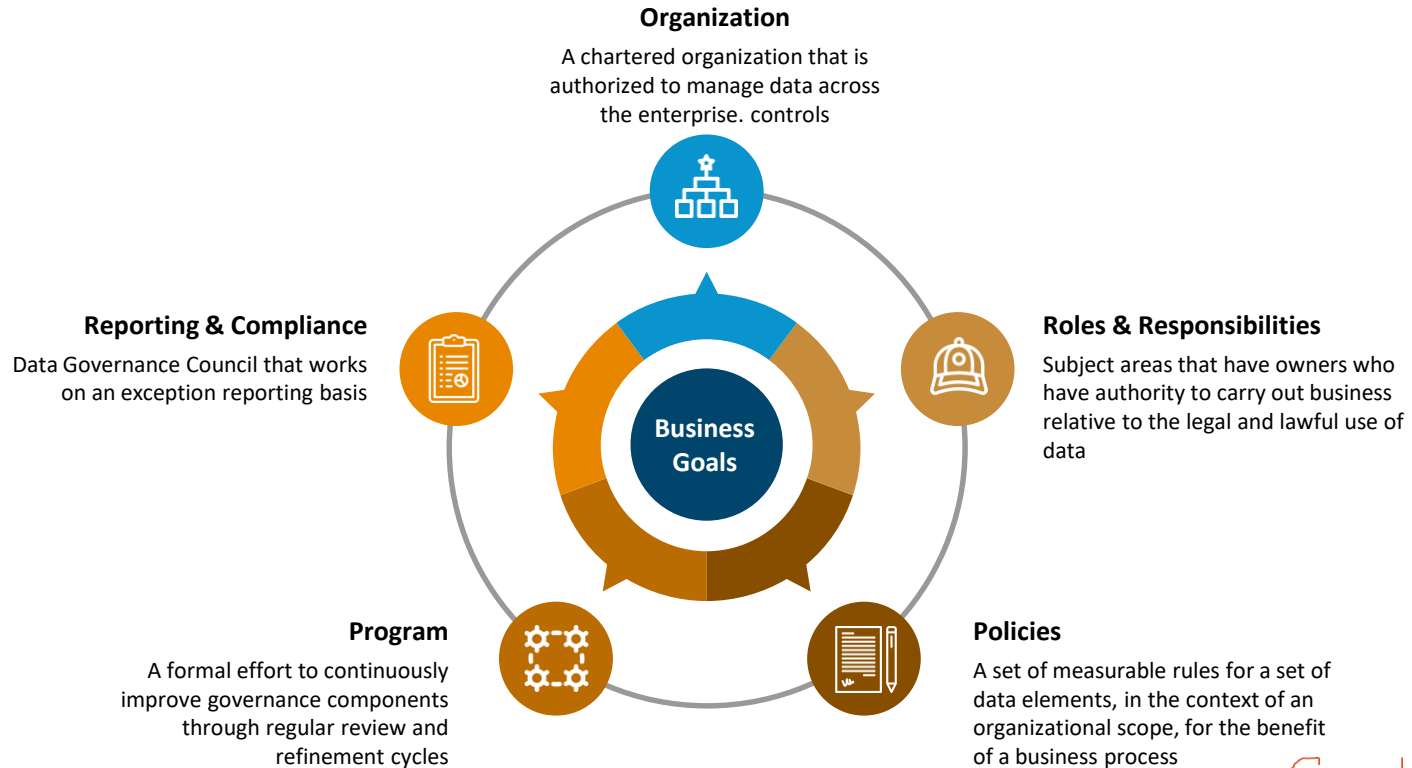 Organization
A chartered organization that is
authorized to manage data across
the enterprise. controls
Reporting & Compliance
Data Governance Council that works
on an exception reporting basis
Roles & Responsibilities
Subject areas that have owners who
have authority to carry out business
relative to the legal and lawful use of
data
Business
Goals
Program
A formal effort to continuously
improve governance components
through regular review and
refinement cycles
Policies
A set of measurable rules for a set of
data elements, in the context of an
organizational scope, for the benefit
of a business process